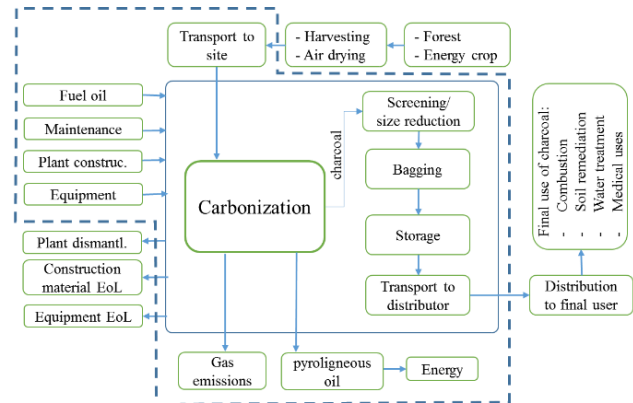 Transport to
site
- Harvesting
- Air drying
- Forest
- Energy crop
Fuel oil
Maintenance
Plant construc.
Equipment
Plant dismantl.
Construction
material EoL
Equipment EoL
Carbonization
charcoal
Screening/
size reduction
Bagging
Storage
Transport to
distributor
Gas
emissions
pyroligneous
oil
Energy
Distribution
to final user
Final use of charcoal:
- Combustion
- Soil remediation
- Water treatment
- Medical uses